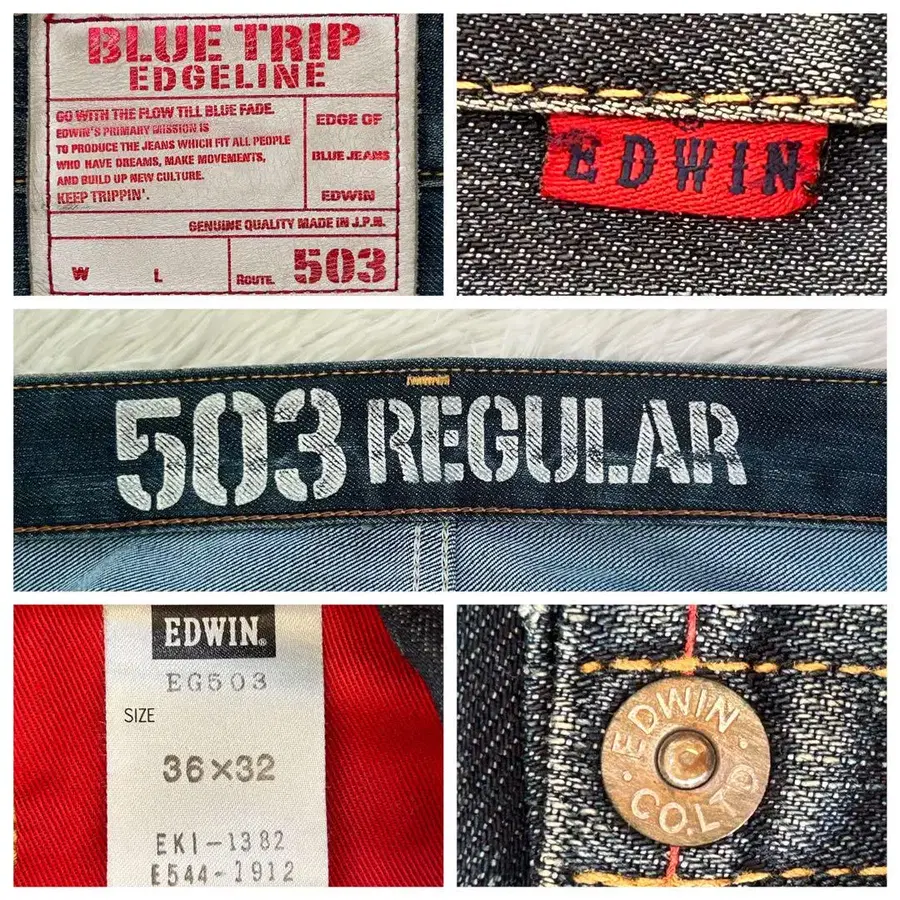 BLUE TRIP
EDGELINE
GO WITH THE FLOW TILL BLUE FADE.
EDWIN'S PRIMARY MISSION IS
TO PRODUCE THE JEANS WHICH FIT ALL PEOPLE
WHO HAVE DREAMS, MAKE MOVEMENTS,
AND BUILD UP NEW CULTURE.
KEEP TRIPPIN'.
EDGE OF
BLUE JEANS
EDWIN
GENUINE QUALITY MADE IN J.P.N.
W L ROUTE. 503
EDWIN
503 REGULAR
EDWIN®
EG503
SIZE
36×32
EK1-1382
E544-1912
EDWIN
CO.LTD